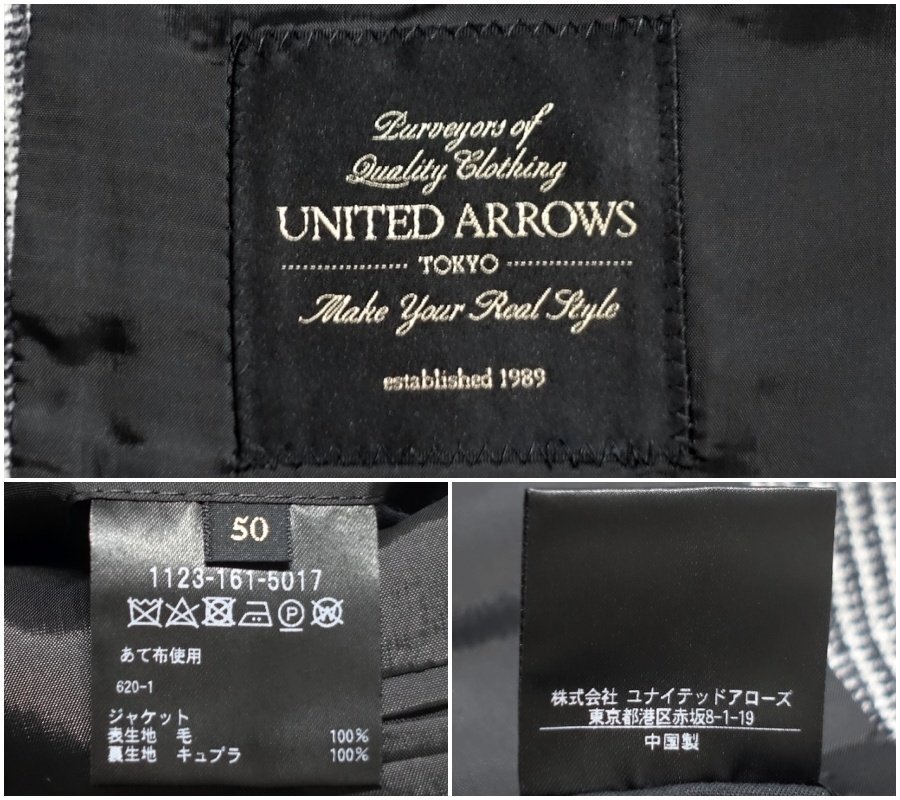 Purveyors of
Quality Clothing
UNITED ARROWS
TOKYO
Make Your Real Style
established 1989
50
1123-161-5017
あて布使用
620-1
ジャケット
表生地 毛 100%
裏生地 キュプラ 100%
株式会社 ユナイテッドアローズ
東京都港区赤坂8-1-19
中国製